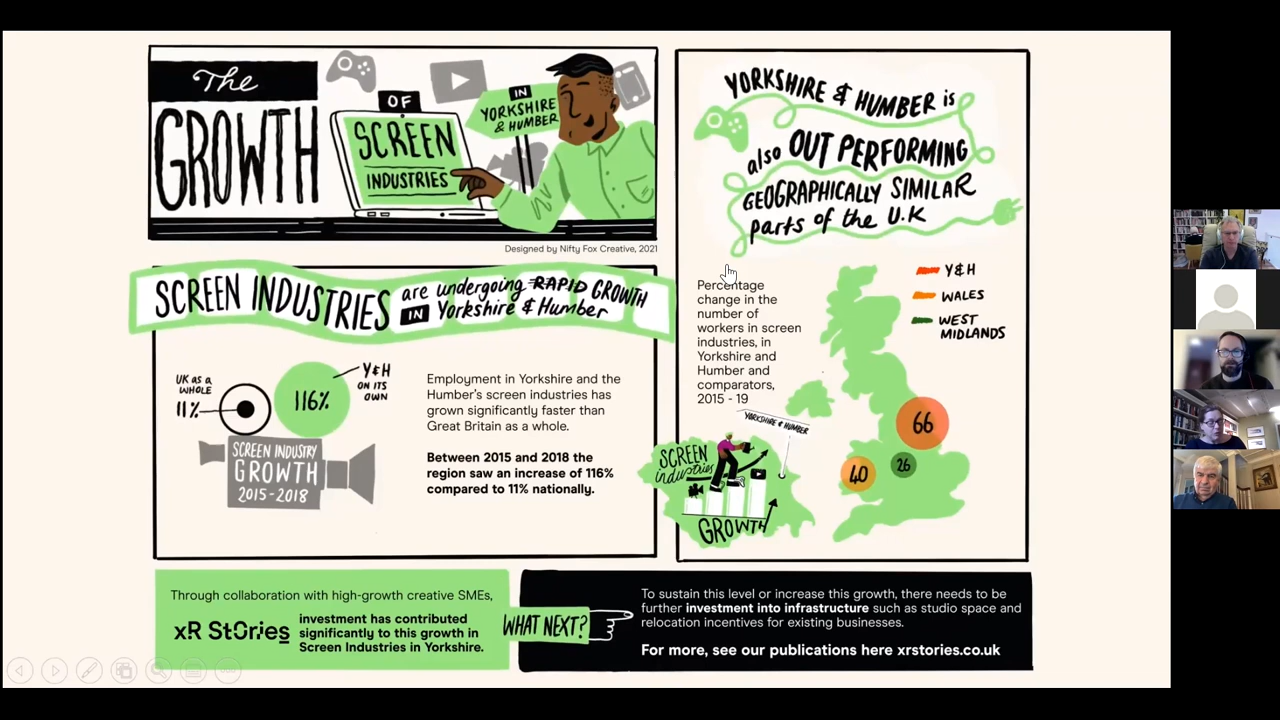 The
GROWTH
OF
SCREEN
INDUSTRIES
IN
YORKSHIRE
& HUMBER
Designed by Nifty Fox Creative, 2021
SCREEN INDUSTRIES
are undergoing RAPID GROWTH
IN Yorkshire & Humber
UK AS A
WHOLE
11%
116%
Y&H
ON ITS
OWN
SCREEN INDUSTRY
GROWTH
2015-2018
Employment in Yorkshire and the
Humber's screen industries has
grown significantly faster than
Great Britain as a whole.
Between 2015 and 2018 the
region saw an increase of 116%
compared to 11% nationally.
YORKSHIRE & HUMBER is
also OUT PERFORMING
GEOGRAPHICALLY SIMILAR
parts of the U.K
Percentage
change in the
number of
workers in screen
industries, in
Yorkshire and
Humber and
comparators,
2015 - 19
Y&H
WALES
WEST
MIDLANDS
66
40
26
YORKSHIRE & HUMBER
SCREEN
industries
GROWTH
Through collaboration with high-growth creative SMEs,
xR StOries
investment has contributed
significantly to this growth in
Screen Industries in Yorkshire.
WHAT NEXT?
To sustain this level or increase this growth, there needs to be
further investment into infrastructure such as studio space and
relocation incentives for existing businesses.
For more, see our publications here xrstories.co.uk